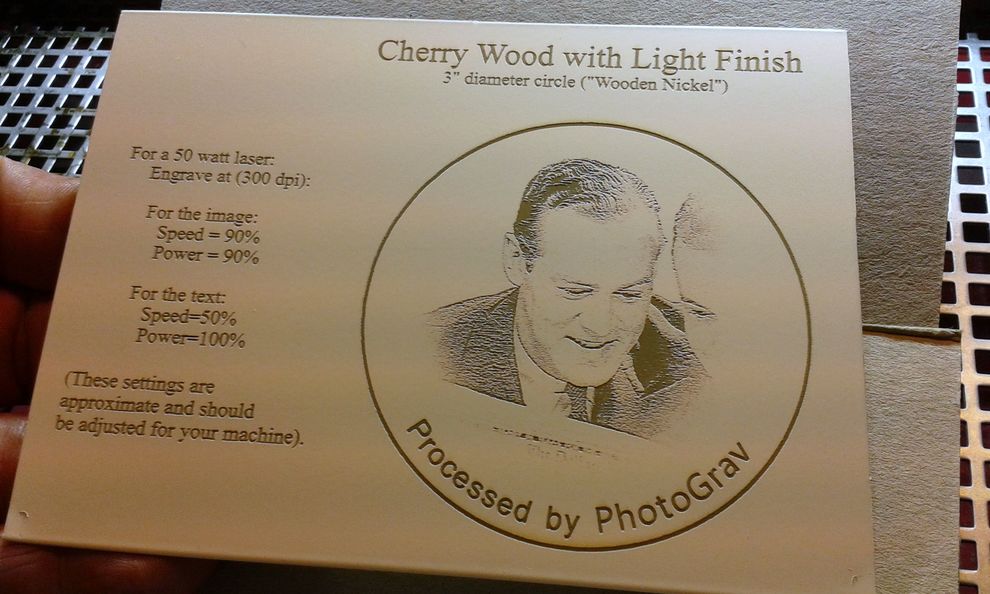 Cherry Wood with Light Finish
3" diameter circle ("Wooden Nickel")
For a 50 watt laser:
Engrave at (300 dpi):
For the image:
Speed = 90%
Power = 90%
For the text:
Speed=50%
Power=100%
(These settings are
approximate and should
be adjusted for your machine).
Processed by PhotoGrav